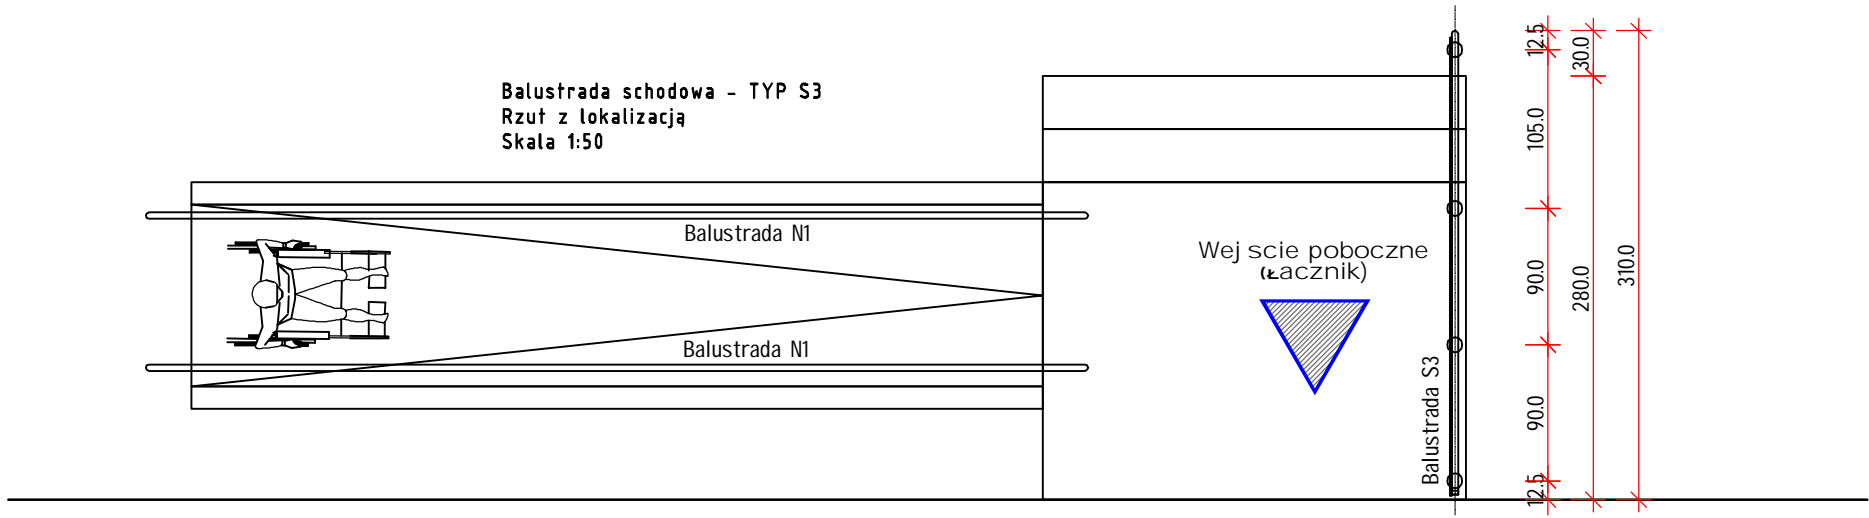 Balustrada schodowa - TYP S3
Rzut z lokalizacją
Skala 1:50
Balustrada N1
Balustrada N1
Wej scie poboczne
(Łacznik)
Balustrada S3
12.5
105.0
90.0
90.0
12.5
30.0
280.0
310.0